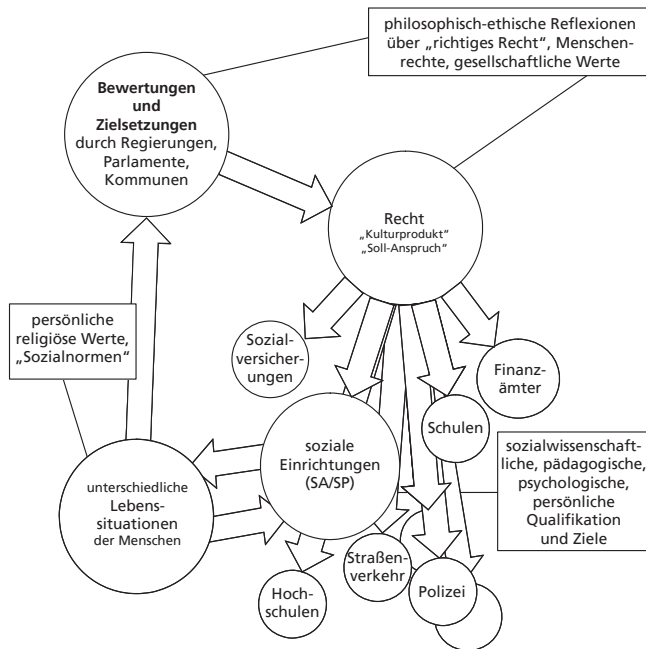 philosophisch-ethische Reflexionen
über „richtiges Recht“, Menschen-
rechte, gesellschaftliche Werte
Bewertungen
und
Zielsetzungen
durch Regierungen,
Parlamente,
Kommunen
Recht
„Kulturprodukt“
„Soll-Anspruch“
persönliche
religiöse Werte,
„Sozialnormen“
Sozial-
versicher-
ungen
Finanz-
ämter
Schulen
soziale
Einrichtungen
(SA/SP)
sozialwissenschaft-
liche, pädagogische,
psychologische,
persönliche
Qualifikation
und Ziele
unterschiedliche
Lebens-
situationen
der Menschen
Straßen-
verkehr
Hoch-
schulen
Polizei